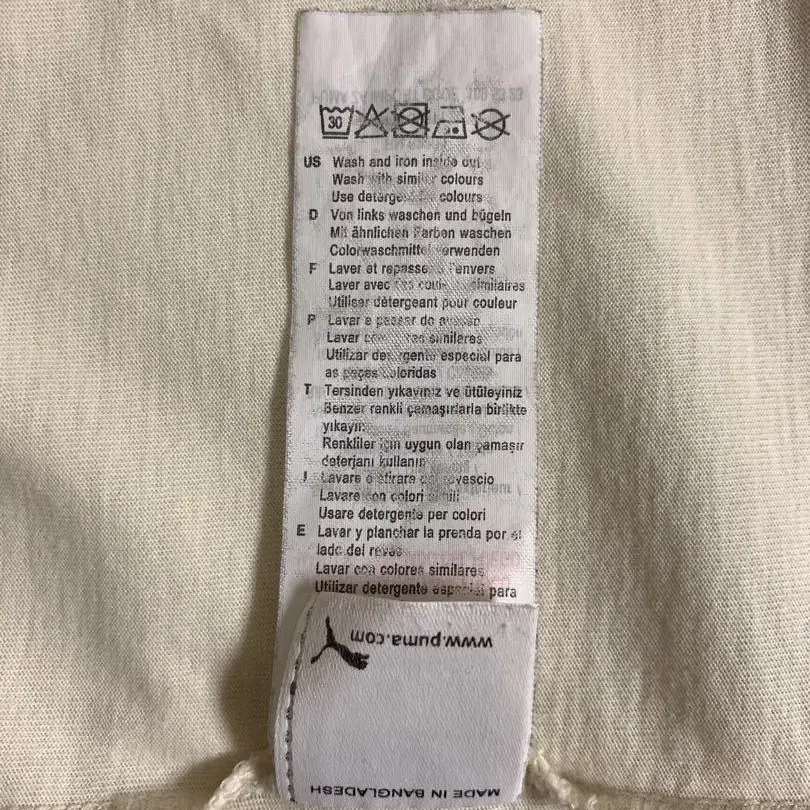 30
US Wash and iron inside out
Wash with similar colours
Use colours
D Von links waschen und bügeln
Mit ähnlichen Farben waschen
Colorwaschmittel verwenden
F Laver et repasser l'envers
Laver avec similaires
Utiliser détergeant pour couleur
P Lavar e passar do avesso
Lavar similares
Utilizar detergente especial para
as peças coloridas
T Tersinden yıkayınız ve ütüleyiniz
Benzer renkli çamaşırlarla birlikte
yıkayın
Renkliler için uygun olan çamaşır
deterjanı kullanın
I Lavare e stirare rovescio
Lavare con colori simili
Usare detergente per colori
E Lavar y planchar la prenda por el
lado del revés
Lavar con colores similares
Utilizar detergente especial para
www.puma.com
MADE IN BANGLADESH